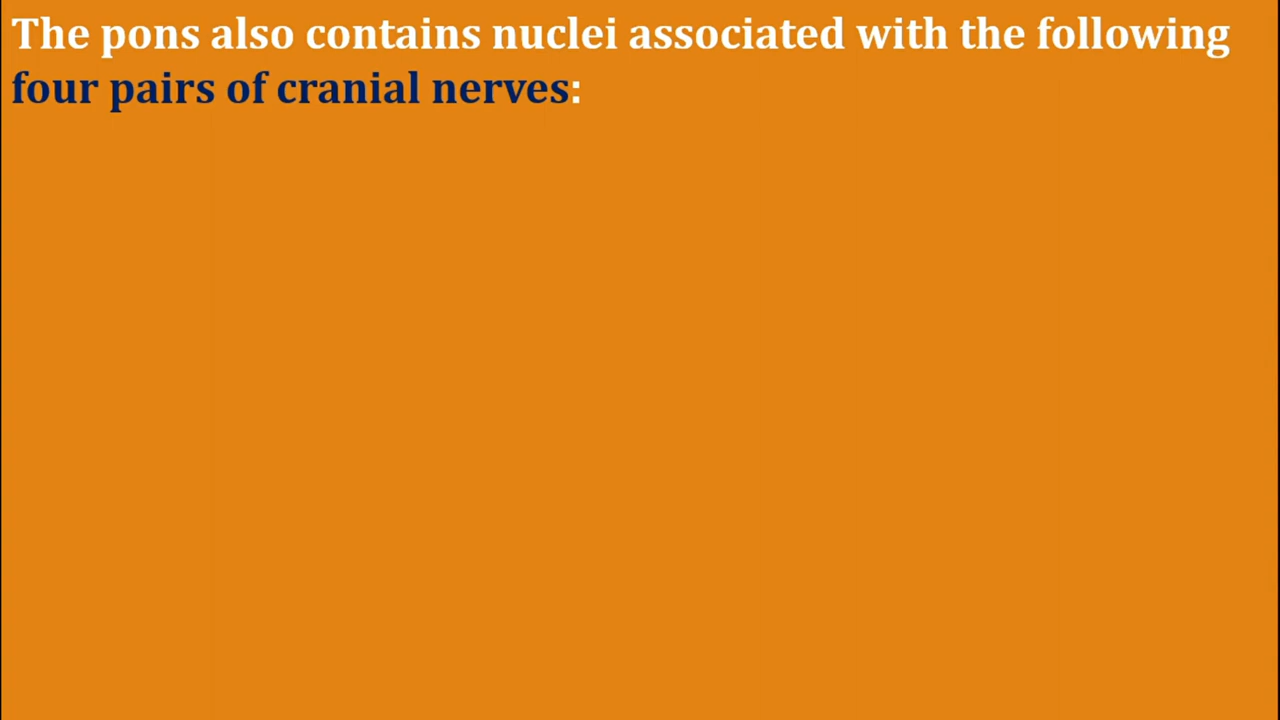 The pons also contains nuclei associated with the following
four pairs of cranial nerves: